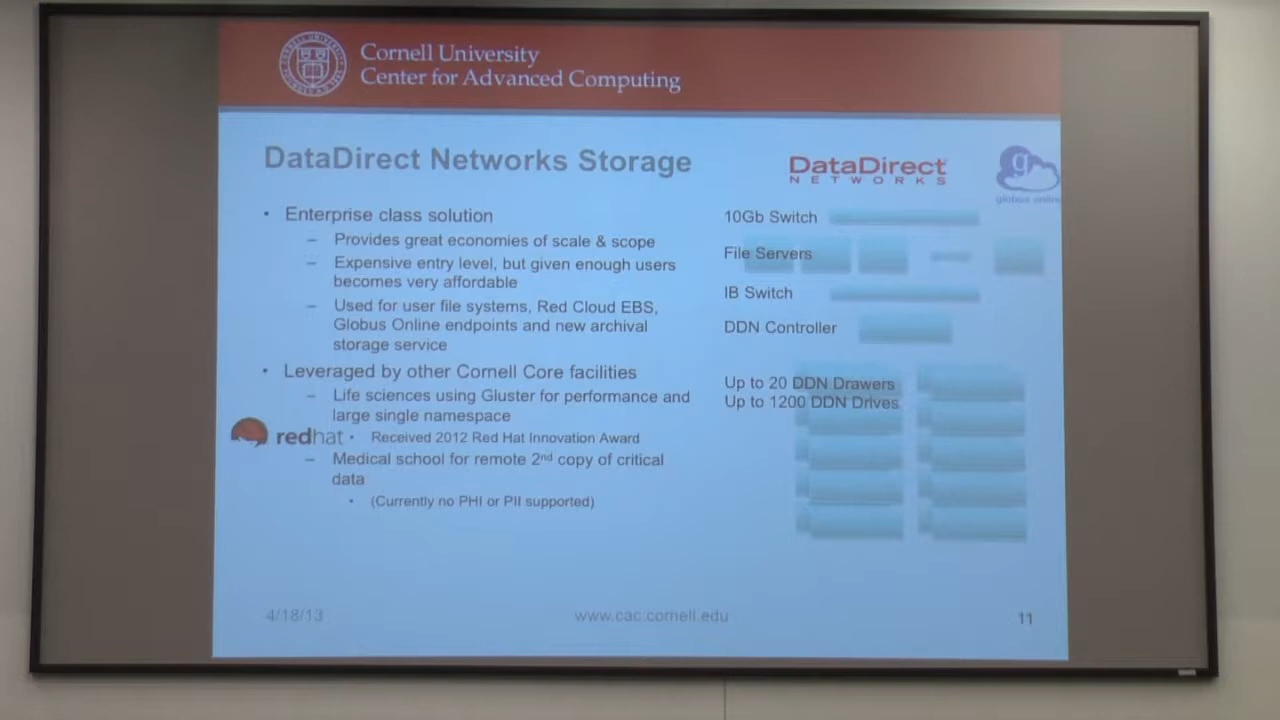 Cornell University
Center for Advanced Computing
DataDirect Networks Storage
DataDirect
NETWORKS
g
globus online
• Enterprise class solution
– Provides great economies of scale & scope
– Expensive entry level, but given enough users
becomes very affordable
– Used for user file systems, Red Cloud EBS,
Globus Online endpoints and new archival
storage service
• Leveraged by other Cornell Core facilities
– Life sciences using Gluster for performance and
large single namespace
redhat
• Received 2012 Red Hat Innovation Award
– Medical school for remote 2nd copy of critical
data
• (Currently no PHI or PII supported)
10Gb Switch
File Servers
IB Switch
DDN Controller
Up to 20 DDN Drawers
Up to 1200 DDN Drives
4/18/13
www.cac.cornell.edu
11